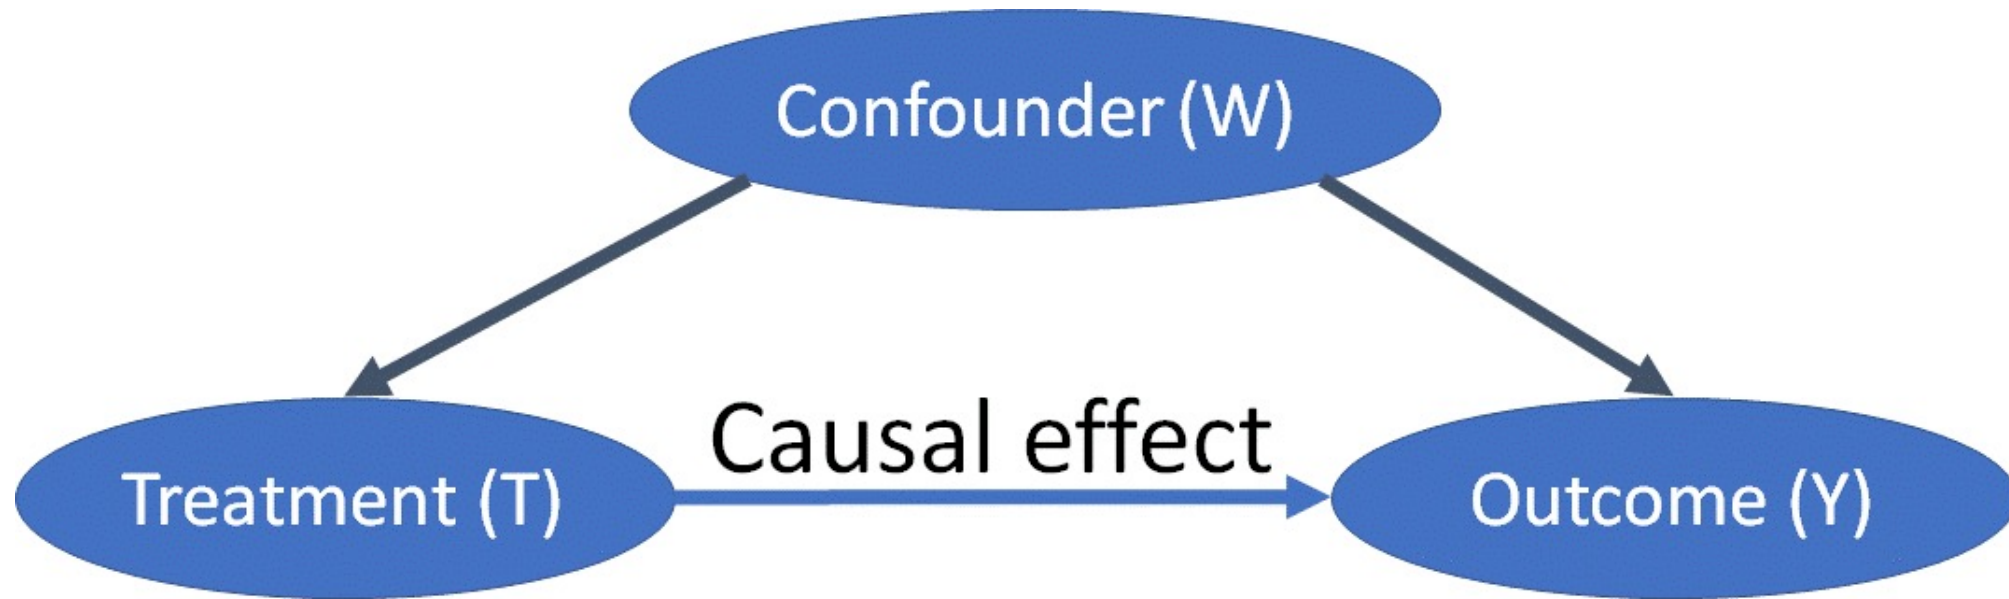 Confounder (W)
Causal effect
Treatment (T)
Outcome (Y)